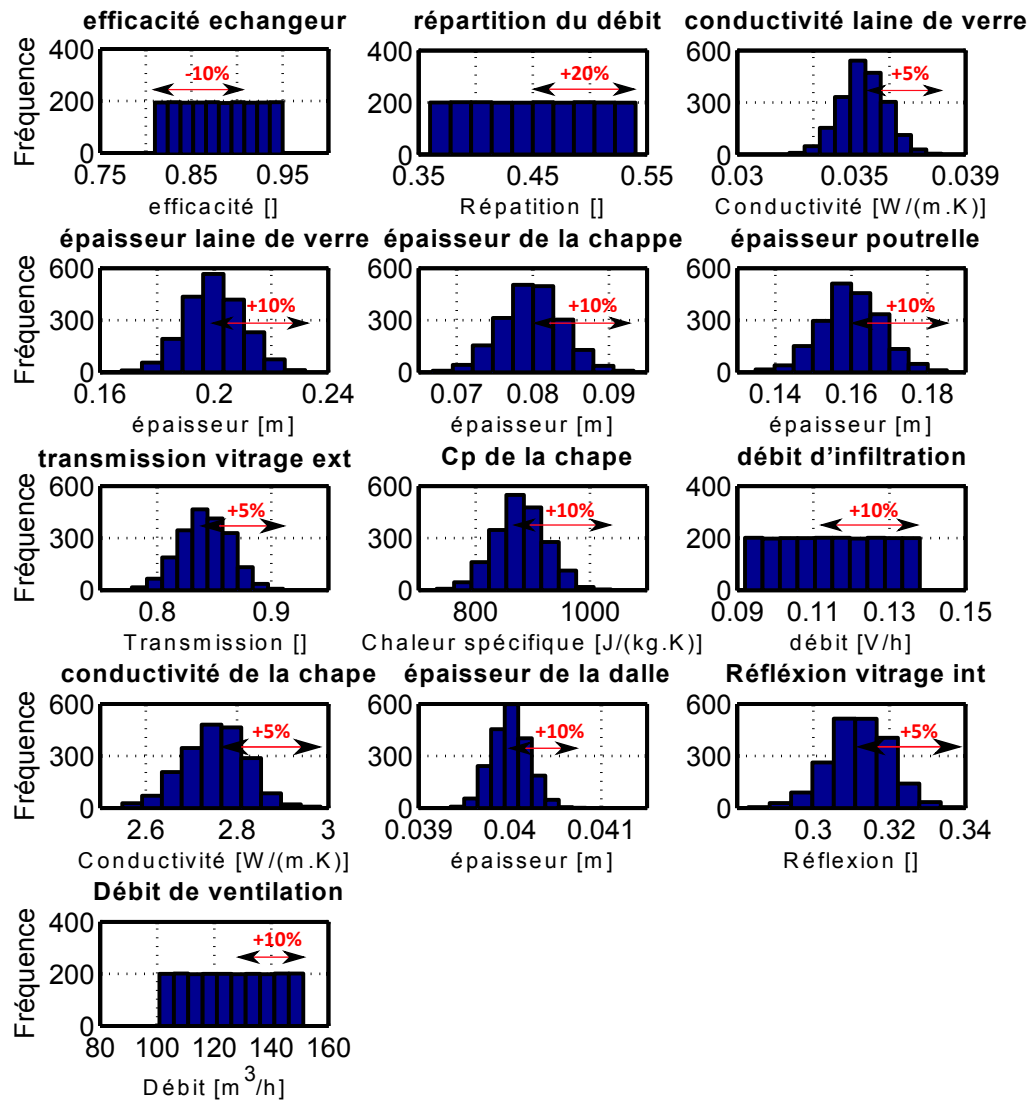 efficacité echangeur
répartition du débit
conductivité laine de verre
Fréquence
400
200
0
-10%
0.75
0.85
0.95
efficacité []
400
200
0
+20%
0.35
0.45
0.55
Répatition []
600
300
0
+5%
0.03
0.035
0.039
Conductivité [W/(m.K)]
épaisseur laine de verre
épaisseur de la chappe
épaisseur poutrelle
Fréquence
600
300
0
+10%
0.16
0.2
0.24
épaisseur [m]
600
300
0
+10%
0.07
0.08
0.09
épaisseur [m]
600
300
0
+10%
0.14
0.16
0.18
épaisseur [m]
transmission vitrage ext
Cp de la chape
débit d'infiltration
Fréquence
600
300
0
+5%
0.8
0.9
Transmission []
600
300
0
+10%
800
1000
Chaleur spécifique [J/(kg.K)]
400
200
0
+10%
0.09
0.11
0.13
0.15
débit [V/h]
conductivité de la chape
épaisseur de la dalle
Réfléxion vitrage int
Fréquence
600
300
0
+5%
2.6
2.8
3
Conductivité [W/(m.K)]
600
300
0
+10%
0.039
0.04
0.041
épaisseur [m]
600
300
0
+5%
0.3
0.32
0.34
Réflexion []
Débit de ventilation
Fréquence
400
200
0
+10%
80
100
120
140
160
Débit [m³/h]